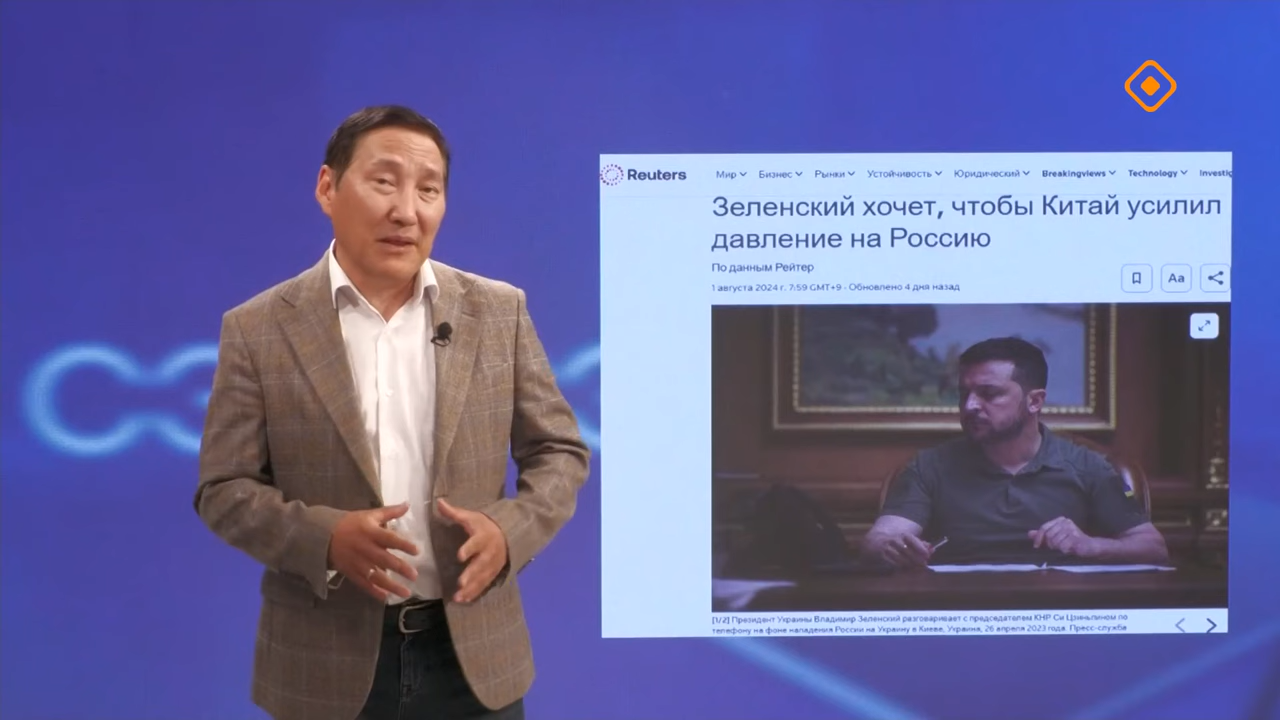 Reuters
Мир Бизнес Рынки Устойчивость Юридический Breakingviews Technology Investig
Зеленский хочет, чтобы Китай усилил
давление на Россию
По данным Рейтер
1 августа 2024 г. 7:59 GMT+9 · Обновлено 4 дня назад
Aa
[1/2] Президент Украины Владимир Зеленский разговаривает с председателем КНР Си Цзиньпином по
телефону на фоне нападения России на Украину в Киеве, Украина, 26 апреля 2023 года. Пресс-служба